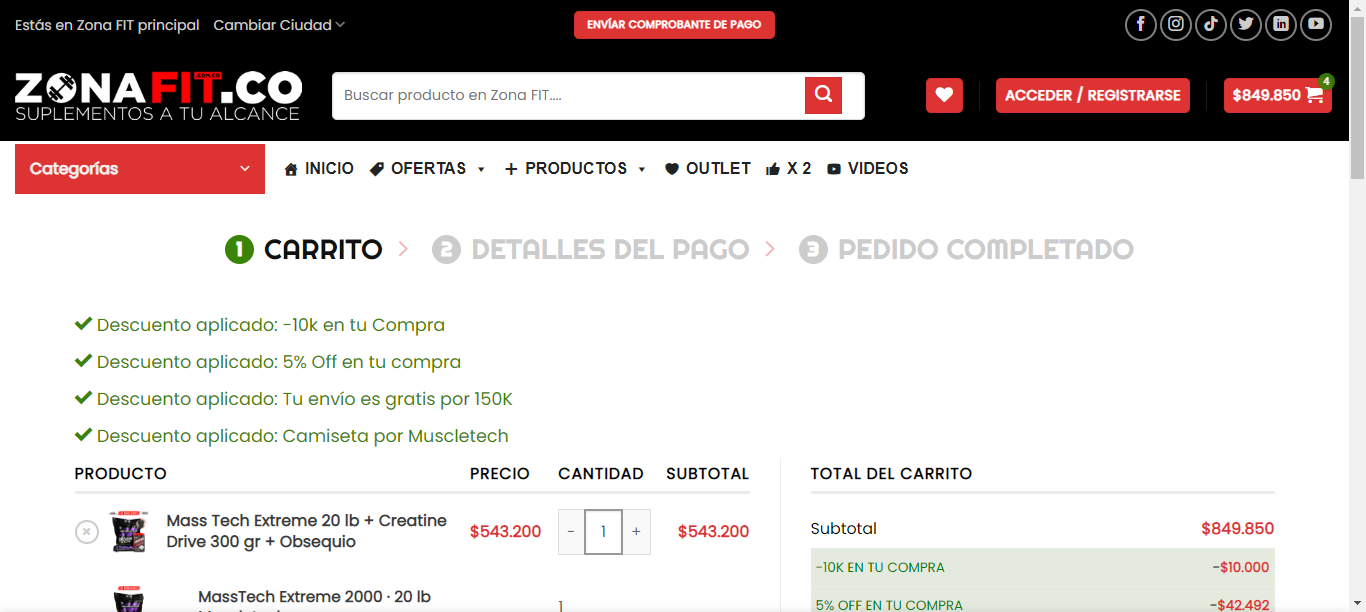 Estás en Zona FIT principal Cambiar Ciudad
ENVÍAR COMPROBANTE DE PAGO
ZONAFIT.CO
.COM.CO
SUPLEMENTOS A TU ALCANCE
Buscar producto en Zona FIT....
ACCEDER / REGISTRARSE
$849.850
4
Categorías
INICIO OFERTAS PRODUCTOS OUTLET X 2 VIDEOS
1 CARRITO 2 DETALLES DEL PAGO 3 PEDIDO COMPLETADO
Descuento aplicado: -10k en tu Compra
Descuento aplicado: 5% Off en tu compra
Descuento aplicado: Tu envío es gratis por 150K
Descuento aplicado: Camiseta por Muscletech
PRODUCTO PRECIO CANTIDAD SUBTOTAL
Mass Tech Extreme 20 lb + Creatine
Drive 300 gr + Obsequio
$543.200 - 1 + $543.200
MassTech Extreme 2000 · 20 lb
1
TOTAL DEL CARRITO
Subtotal $849.850
-10K EN TU COMPRA -$10.000
5% OFF EN TU COMPRA -$42.492